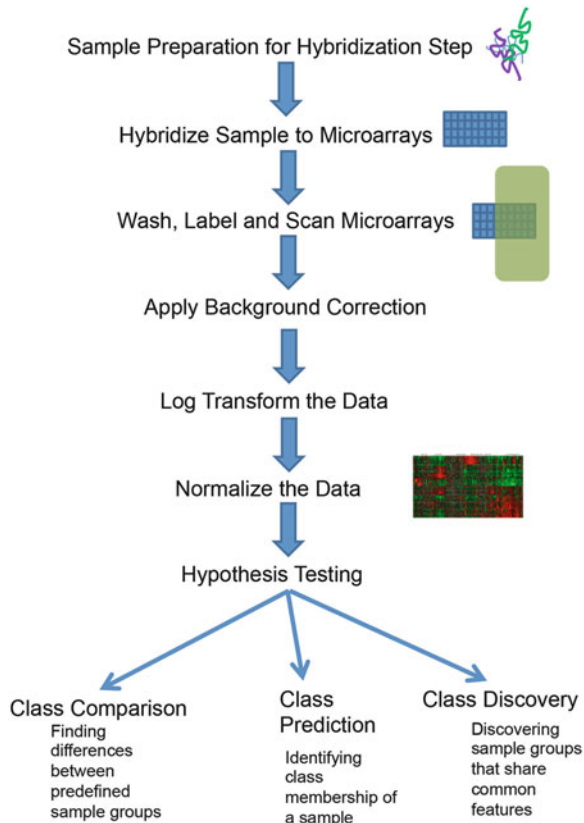 Sample Preparation for Hybridization Step
Hybridize Sample to Microarrays
Wash, Label and Scan Microarrays
Apply Background Correction
Log Transform the Data
Normalize the Data
Hypothesis Testing
Class Comparison
Finding
differences
between
predefined
sample groups
Class
Prediction
Identifying
class
membership of
a sample
Class Discovery
Discovering
sample groups
that share
common
features